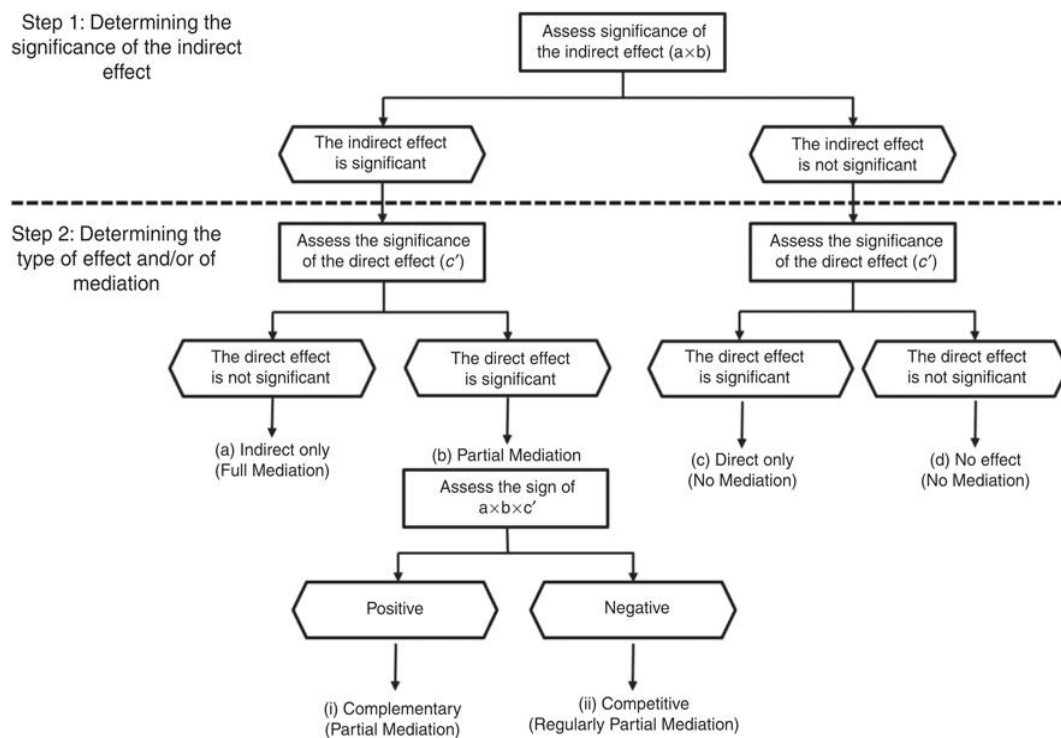 Step 1: Determining the
significance of the indirect
effect
Assess significance of
the indirect effect (a×b)
The indirect effect
is significant
The indirect effect
is not significant
Step 2: Determining the
type of effect and/or of
mediation
Assess the significance
of the direct effect (c′)
Assess the significance
of the direct effect (c′)
The direct effect
is not significant
The direct effect
is significant
The direct effect
is significant
The direct effect
is not significant
(a) Indirect only
(Full Mediation)
(b) Partial Mediation
(c) Direct only
(No Mediation)
(d) No effect
(No Mediation)
Assess the sign of
a×b×c′
Positive
Negative
(i) Complementary
(Partial Mediation)
(ii) Competitive
(Regularly Partial Mediation)